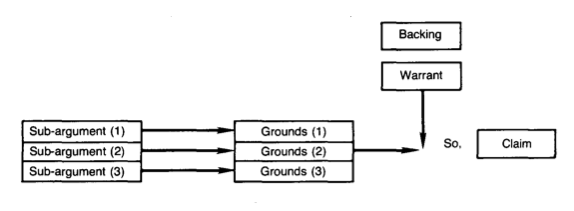 Backing
Warrant
Sub-argument (1) Grounds (1)
Sub-argument (2) Grounds (2) So, Claim
Sub-argument (3) Grounds (3)